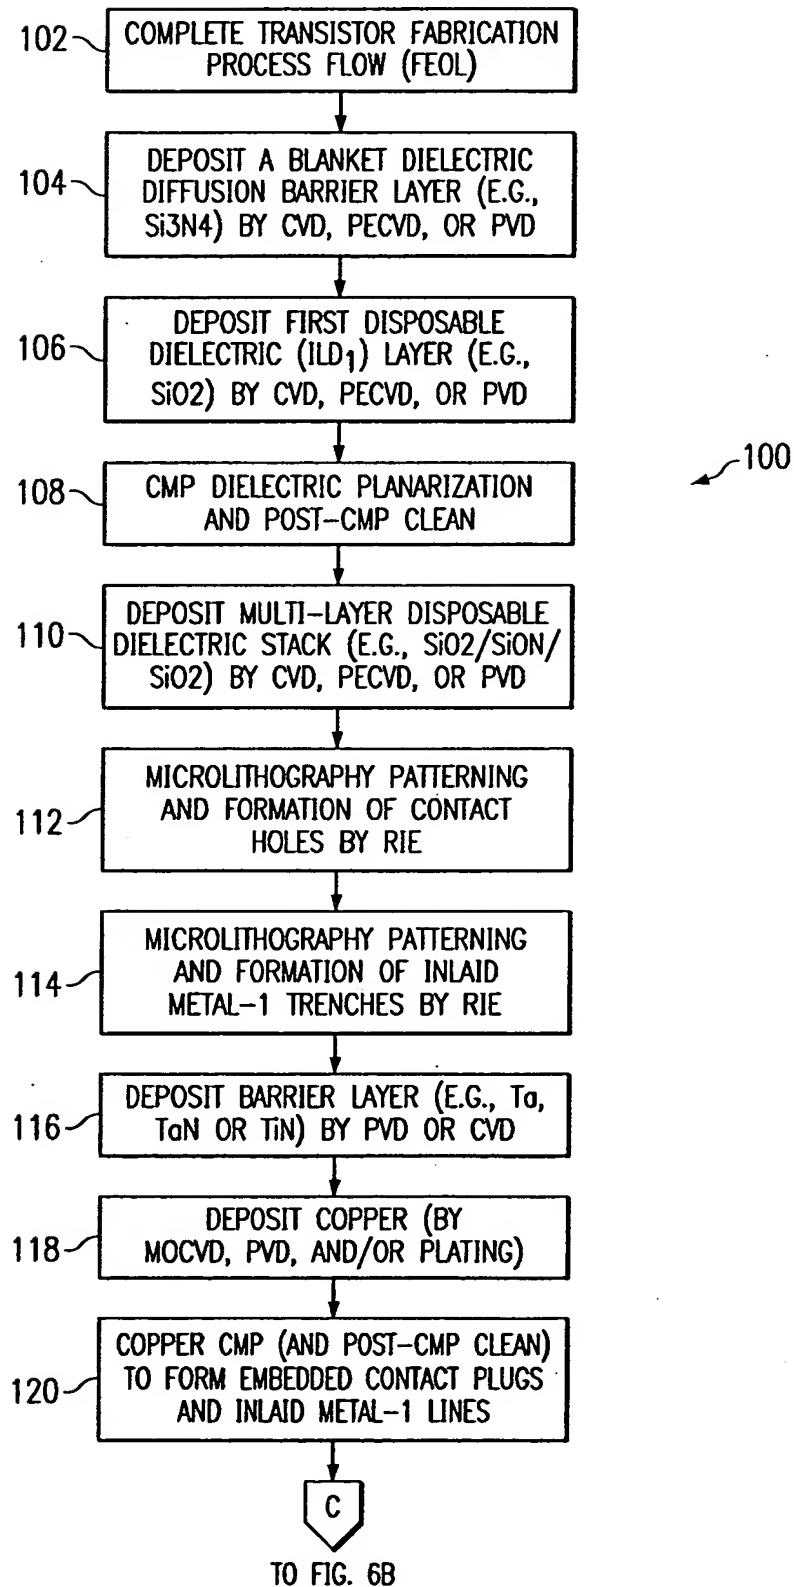 102
COMPLETE TRANSISTOR FABRICATION
PROCESS FLOW (FEOL)
104
DEPOSIT A BLANKET DIELECTRIC
DIFFUSION BARRIER LAYER (E.G.,
Si3N4) BY CVD, PECVD, OR PVD
106
DEPOSIT FIRST DISPOSABLE
DIELECTRIC (ILD1) LAYER (E.G.,
SiO2) BY CVD, PECVD, OR PVD
100
108
CMP DIELECTRIC PLANARIZATION
AND POST-CMP CLEAN
110
DEPOSIT MULTI-LAYER DISPOSABLE
DIELECTRIC STACK (E.G., SiO2/SiON/
SiO2) BY CVD, PECVD, OR PVD
112
MICROLITHOGRAPHY PATTERNING
AND FORMATION OF CONTACT
HOLES BY RIE
114
MICROLITHOGRAPHY PATTERNING
AND FORMATION OF INLAID
METAL-1 TRENCHES BY RIE
116
DEPOSIT BARRIER LAYER (E.G., Ta,
TaN OR TiN) BY PVD OR CVD
118
DEPOSIT COPPER (BY
MOCVD, PVD, AND/OR PLATING)
120
COPPER CMP (AND POST-CMP CLEAN)
TO FORM EMBEDDED CONTACT PLUGS
AND INLAID METAL-1 LINES
C
TO FIG. 6B